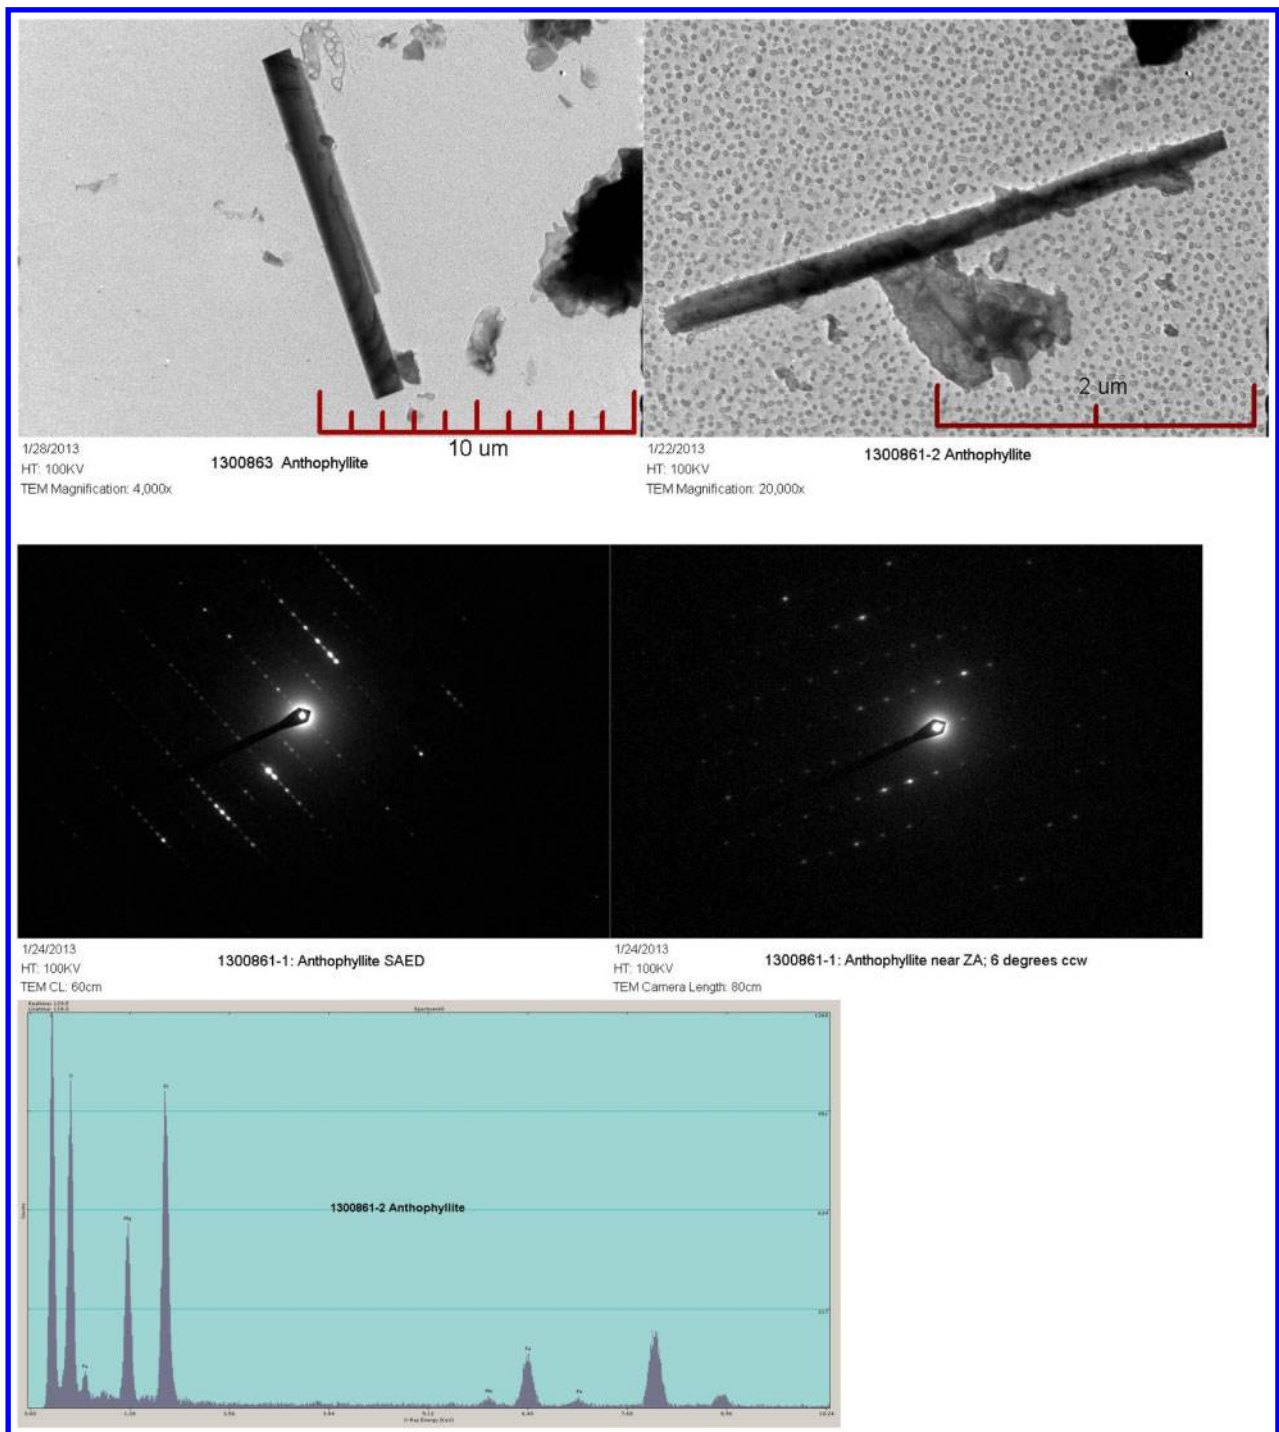 2 um
10 um
1/28/2013
HT: 100KV
TEM Magnification: 4,000x
1300863 Anthophyllite
1/22/2013
HT: 100KV
TEM Magnification: 20,000x
1300861-2 Anthophyllite
1/24/2013
HT: 100KV
TEM CL: 60cm
1300861-1: Anthophyllite SAED
1/24/2013
HT: 100KV
TEM Camera Length: 80cm
1300861-1: Anthophyllite near ZA; 6 degrees ccw
1300861-2 Anthophyllite
Mg
Fe
X-Ray Energy (keV)